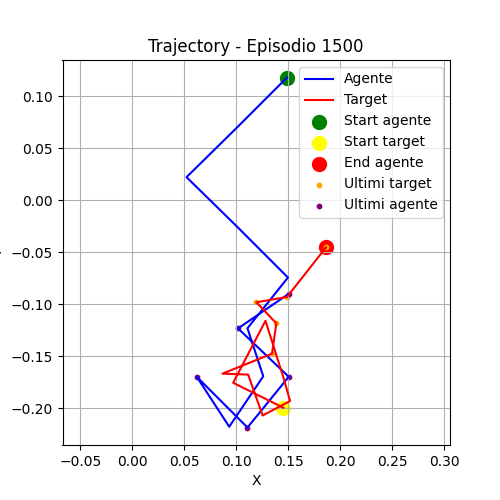 Trajectory - Episodio 1500
Agente
Target
Start agente
Start target
End agente
Ultimi target
Ultimi agente
0.10
0.05
0.00
−0.05
−0.10
−0.15
−0.20
−0.05 0.00 0.05 0.10 0.15 0.20 0.25 0.30
X